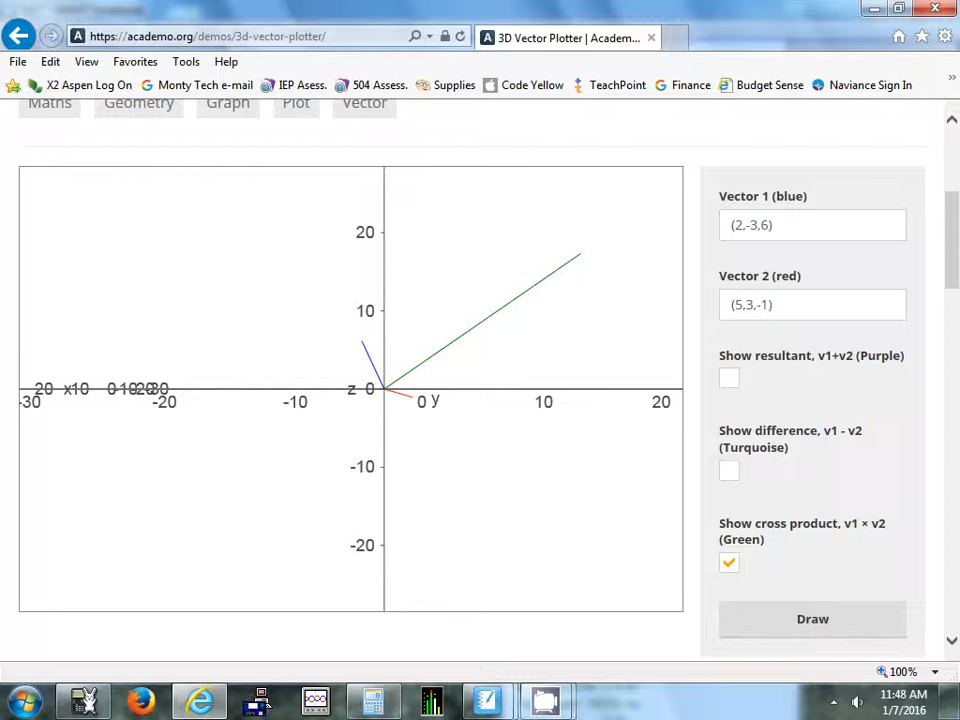 https://academo.org/demos/3d-vector-plotter/
3D Vector Plotter | Academ...
File Edit View Favorites Tools Help
X2 Aspen Log On Monty Tech e-mail IEP Asess. 504 Asess. Supplies Code Yellow TeachPoint Finance Budget Sense Naviance Sign In
Maths Geometry Graph Plot Vector
Vector 1 (blue)
(2,-3,6)
Vector 2 (red)
(5,3,-1)
Show resultant, v1+v2 (Purple)
Show difference, v1 - v2
(Turquoise)
Show cross product, v1 × v2
(Green)
Draw
20
10
z 0
-10
-20
-30 -20 -10 0 y 10 20
20 x10 0
100%
11:48 AM
1/7/2016